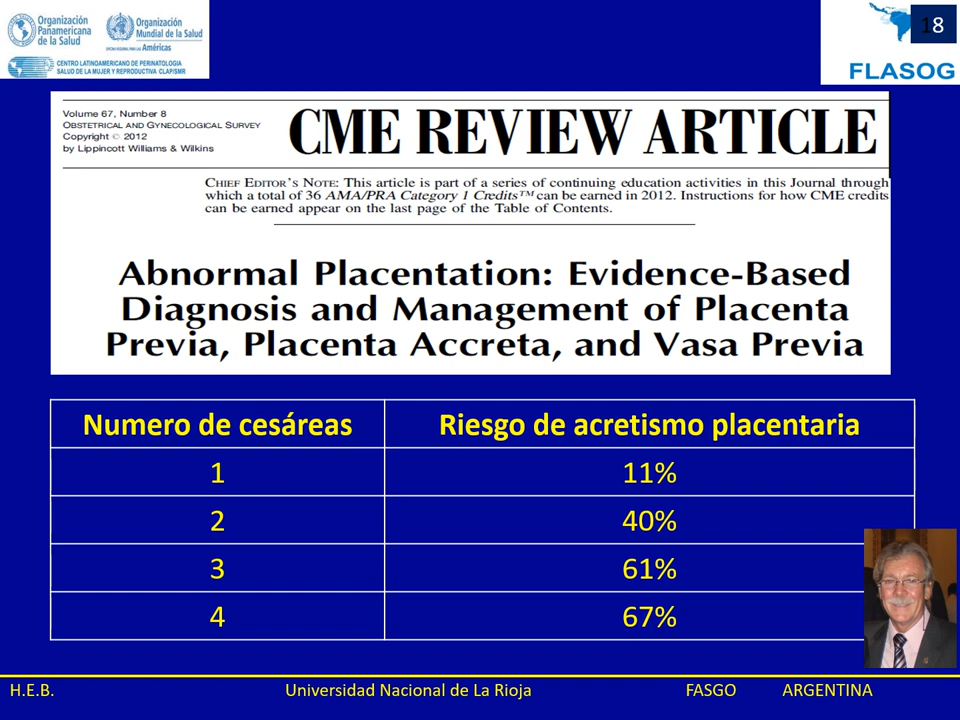 Organización
Panamericana
de la Salud
Organización
Mundial de la Salud
OFICINA REGIONAL PARA LAS Américas
CENTRO LATINOAMERICANO DE PERINATOLOGIA
SALUD DE LA MUJER Y REPRODUCTIVA CLAP/SMR
18
FLASOG
Volume 67, Number 8
OBSTETRICAL AND GYNECOLOGICAL SURVEY
Copyright © 2012
by Lippincott Williams & Wilkins
CME REVIEW ARTICLE
CHIEF EDITOR'S NOTE: This article is part of a series of continuing education activities in this Journal through
which a total of 36 AMA/PRA Category 1 Credits™ can be earned in 2012. Instructions for how CME credits
can be earned appear on the last page of the Table of Contents.
Abnormal Placentation: Evidence-Based
Diagnosis and Management of Placenta
Previa, Placenta Accreta, and Vasa Previa
Numero de cesáreas Riesgo de acretismo placentaria
1 11%
2 40%
3 61%
4 67%
H.E.B. Universidad Nacional de La Rioja FASGO ARGENTINA